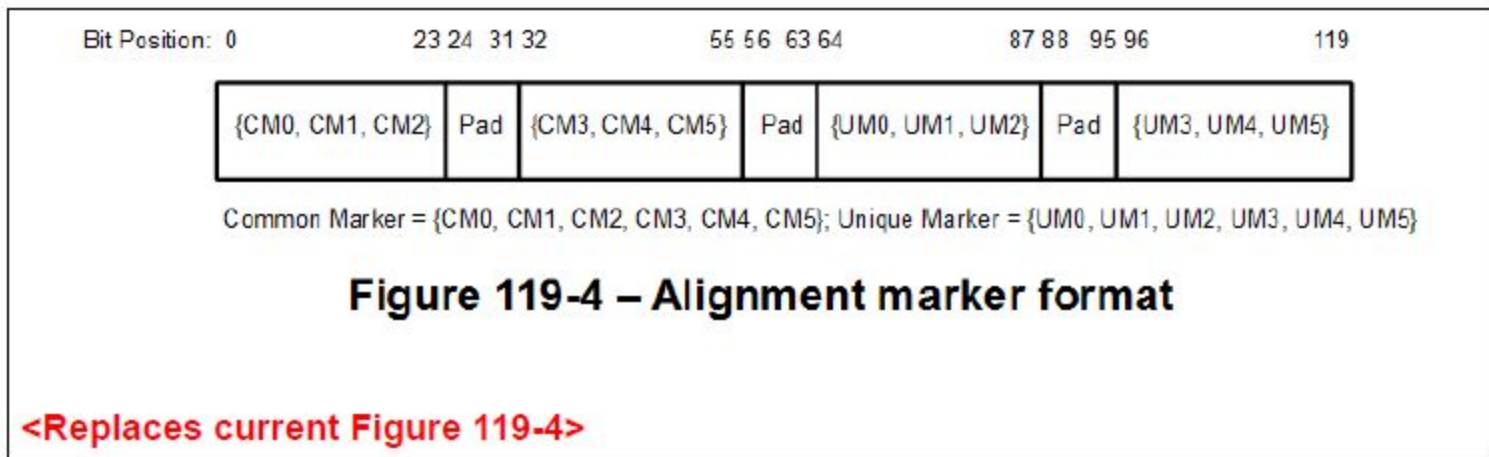 Bit Position: 0 23 24 31 32 55 56 63 64 87 88 95 96 119
{CM0, CM1, CM2} Pad {CM3, CM4, CM5} Pad {UM0, UM1, UM2} Pad {UM3, UM4, UM5}
Common Marker = {CM0, CM1, CM2, CM3, CM4, CM5}; Unique Marker = {UM0, UM1, UM2, UM3, UM4, UM5}
Figure 119-4 – Alignment marker format
<Replaces current Figure 119-4>